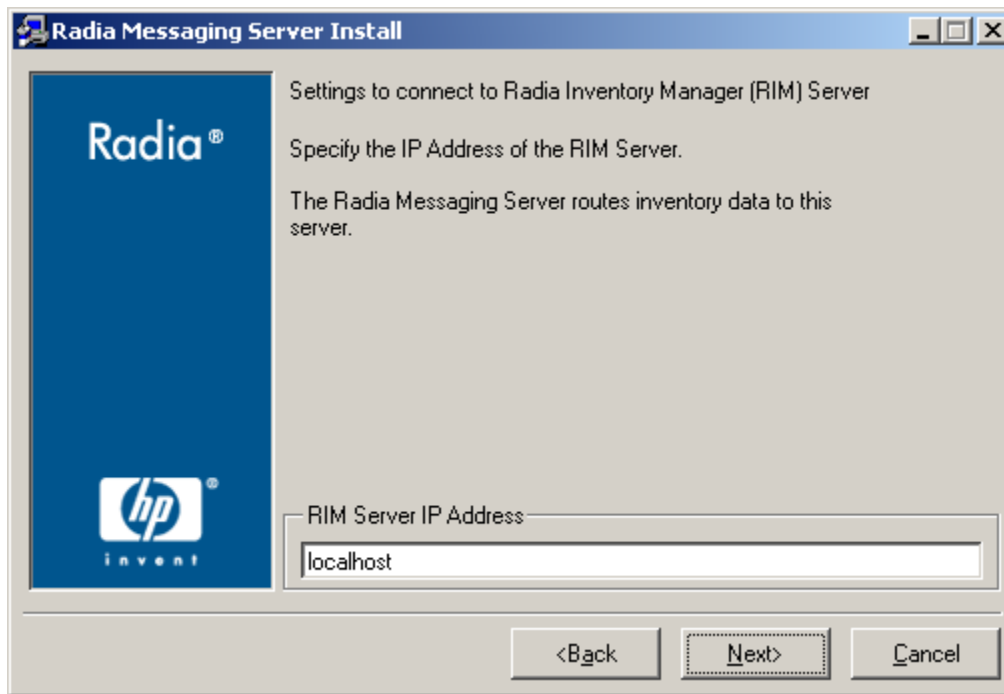 Radia Messaging Server Install
Radia®
Settings to connect to Radia Inventory Manager (RIM) Server
Specify the IP Address of the RIM Server.
The Radia Messaging Server routes inventory data to this
server.
hp®
invent
RIM Server IP Address
localhost
<Back
Next>
Cancel